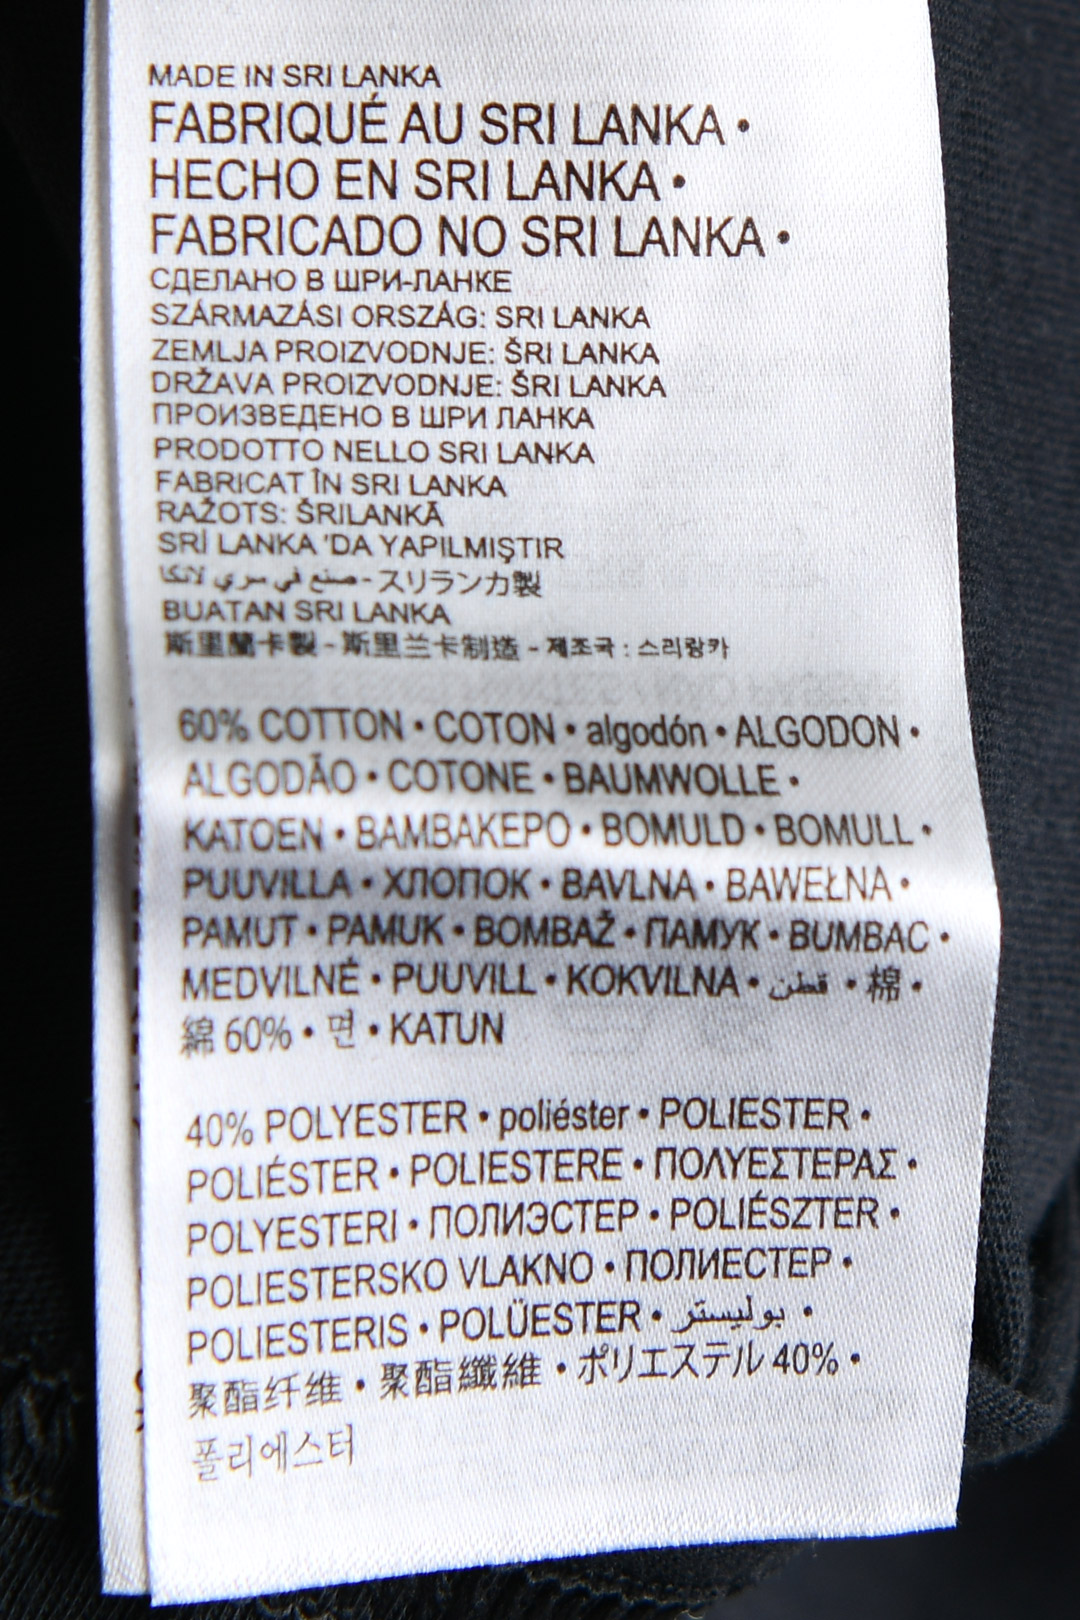 MADE IN SRI LANKA
FABRIQUÉ AU SRI LANKA •
HECHO EN SRI LANKA •
FABRICADO NO SRI LANKA •
СДЕЛАНО В ШРИ-ЛАНКЕ
SZÁRMAZÁSI ORSZÁG: SRI LANKA
ZEMLJA PROIZVODNJE: ŠRI LANKA
DRŽAVA PROIZVODNJE: ŠRI LANKA
ПРОИЗВЕДЕНО В ШРИ ЛАНКА
PRODOTTO NELLO SRI LANKA
FABRICAT ÎN SRI LANKA
RAŽOTS: ŠRILANKĀ
SRİ LANKA 'DA YAPILMIŞTIR
صنع في سري لانكا - スリランカ製
BUATAN SRI LANKA
斯里蘭卡製 - 斯里兰卡制造 - 제조국 : 스리랑카
60% COTTON • COTON • algodón • ALGODON •
ALGODÃO • COTONE • BAUMWOLLE •
KATOEN • BAMBAKEPO • BOMULD • BOMULL •
PUUVILLA • ХЛОПОК • BAVLNA • BAWEŁNA •
PAMUT • PAMUK • BOMBAŽ • ПАМУК • BUMBAC •
MEDVILNÉ • PUUVILL • KOKVILNA • قطن • 棉 •
綿 60% • 면 • KATUN
40% POLYESTER • poliéster • POLIESTER •
POLIÉSTER • POLIESTERE • ΠΟΛΥΕΣΤΕΡΑΣ •
POLYESTERI • ПОЛИЭСТЕР • POLIÉSZTER •
POLIESTERSKO VLAKNO • ПОЛИЕСТЕР •
POLIESTERIS • POLÜESTER • بوليستر •
聚酯纤维 • 聚酯纖維 • ポリエステル 40% •
폴리에스터